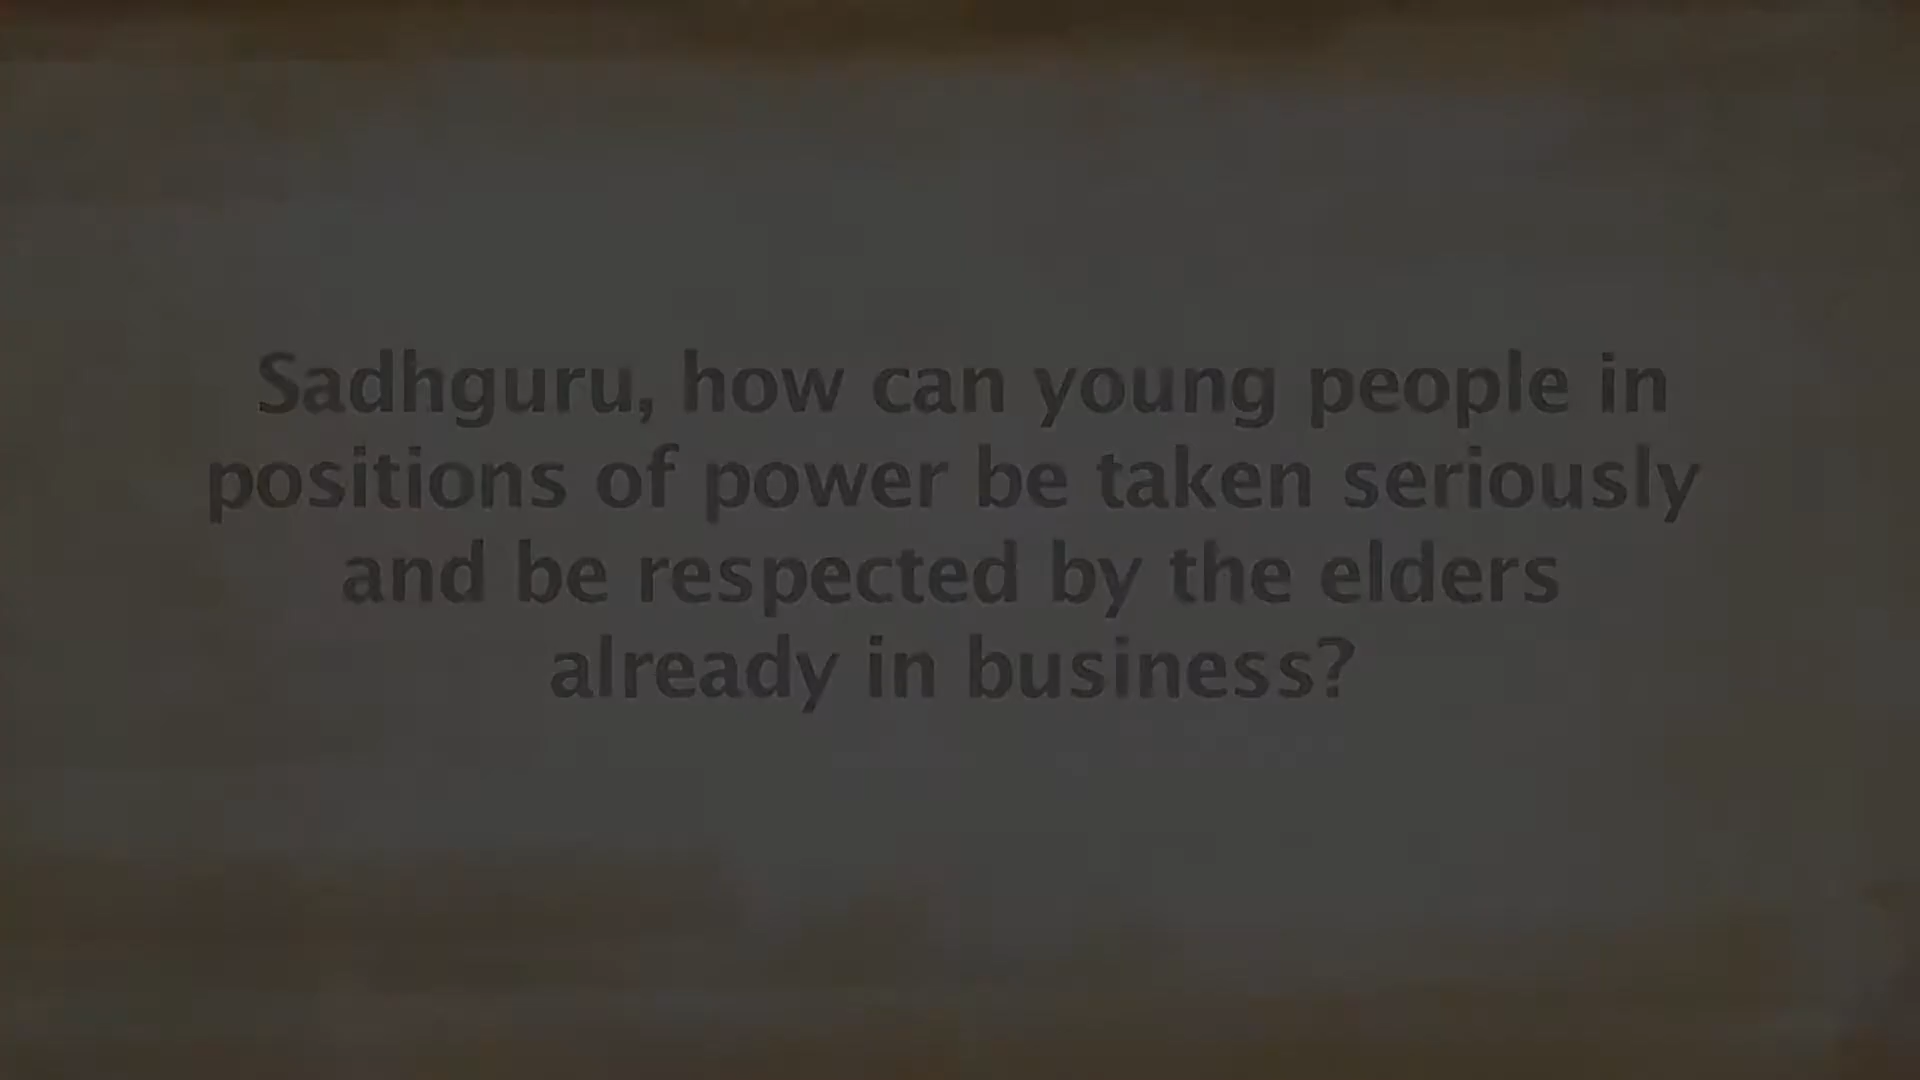 Sadhguru, how can young people in
positions of power be taken seriously
and be respected by the elders
already in business?